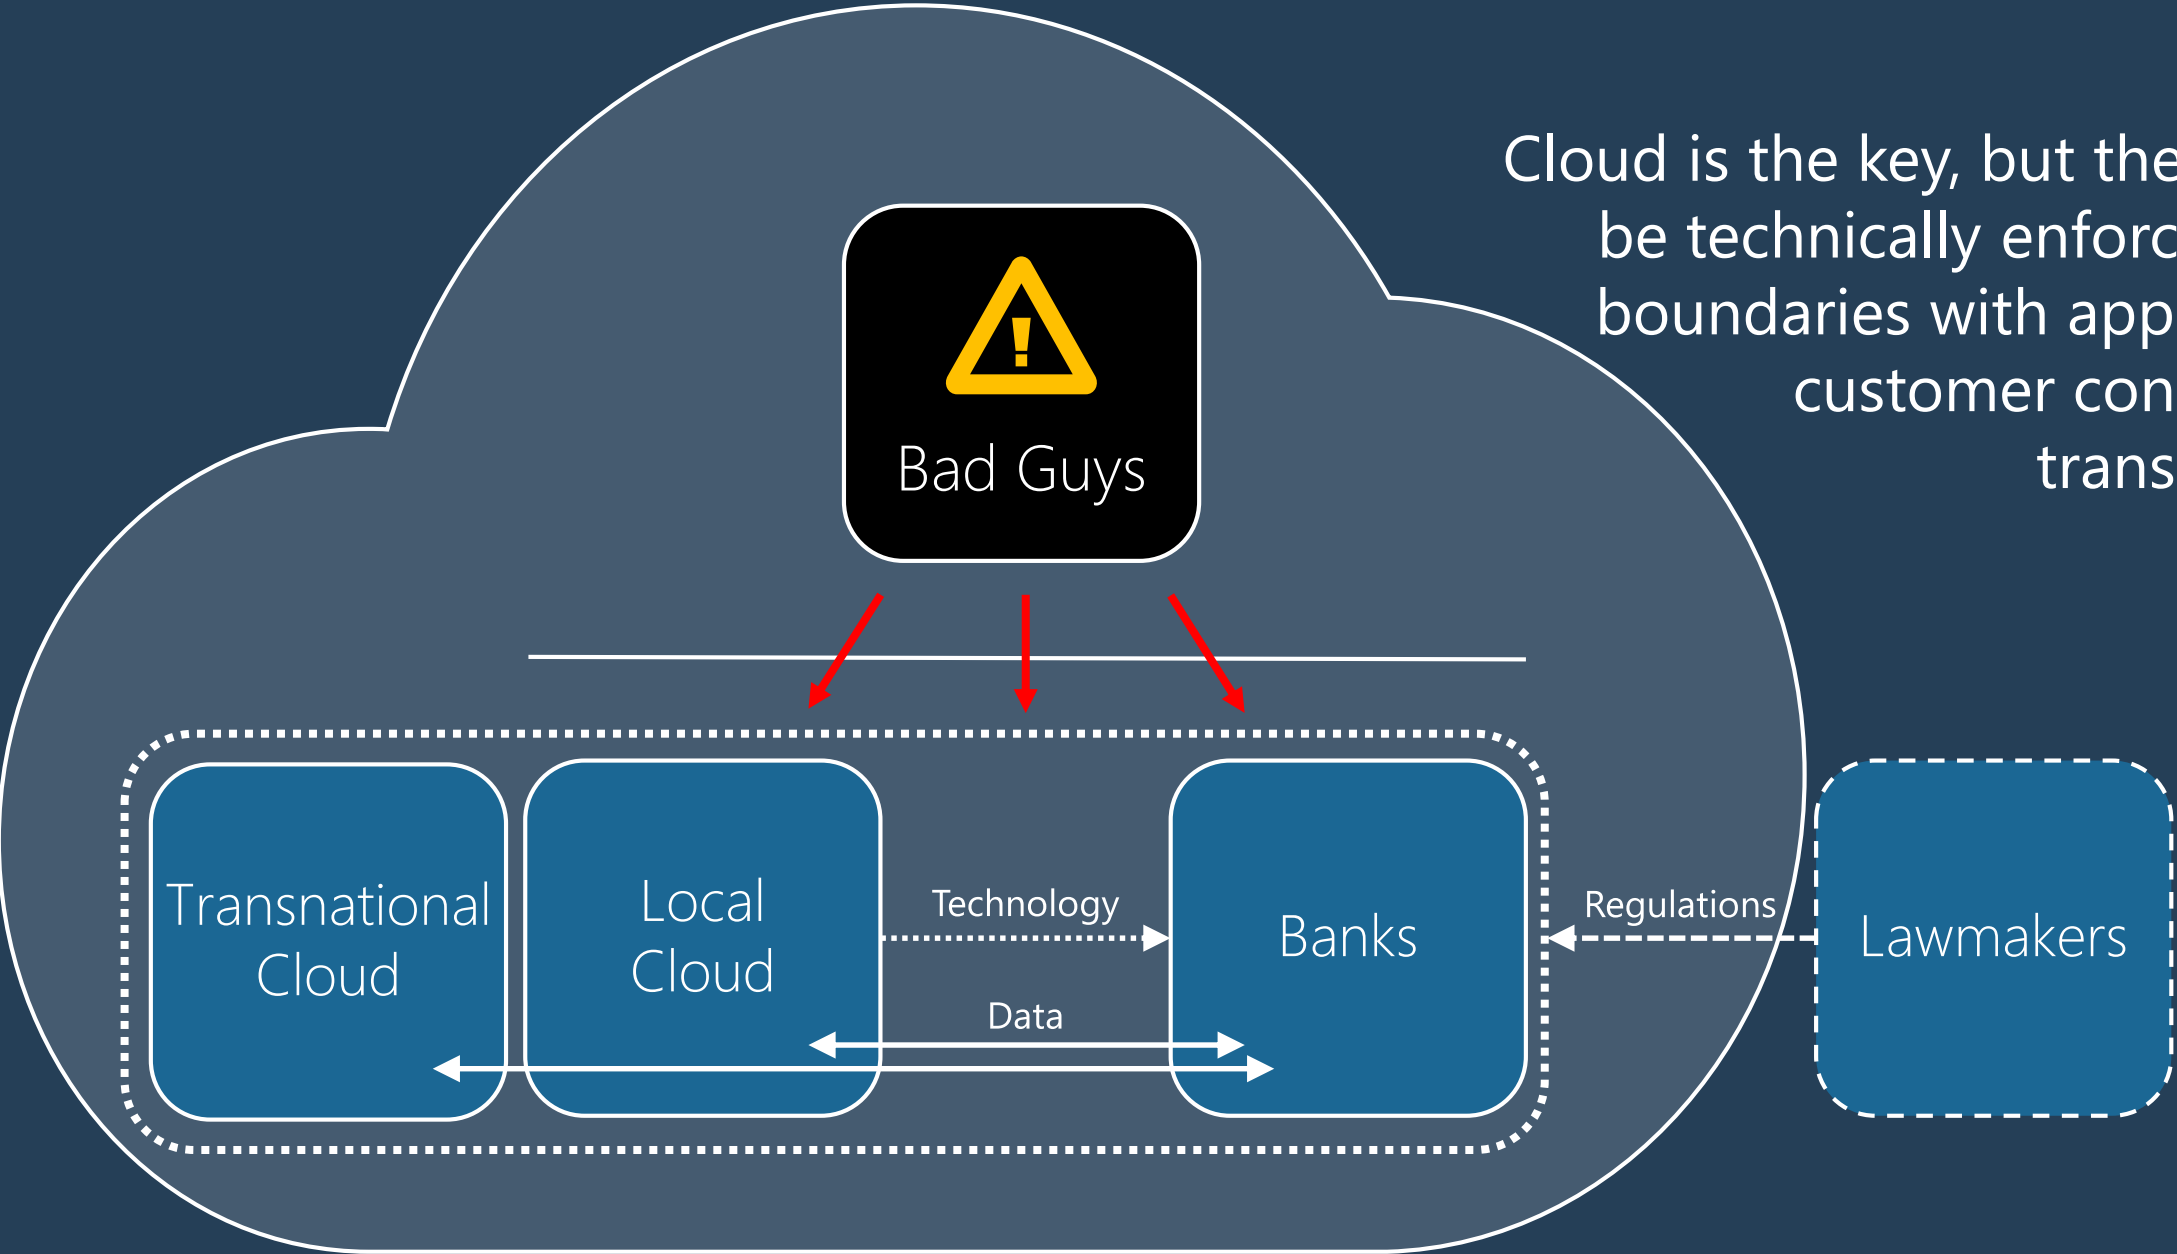 Cloud is the key, but the
be technically enforc
boundaries with app
customer con
trans
!
Bad Guys
Transnational
Cloud
Local
Cloud
Technology
Data
Banks
Regulations
Lawmakers